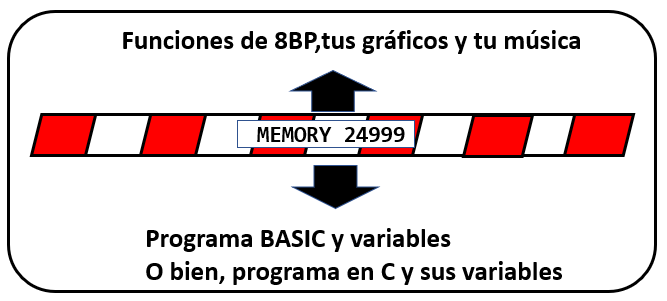 Funciones de 8BP,tus gráficos y tu música
MEMORY 24999
Programa BASIC y variables
O bien, programa en C y sus variables